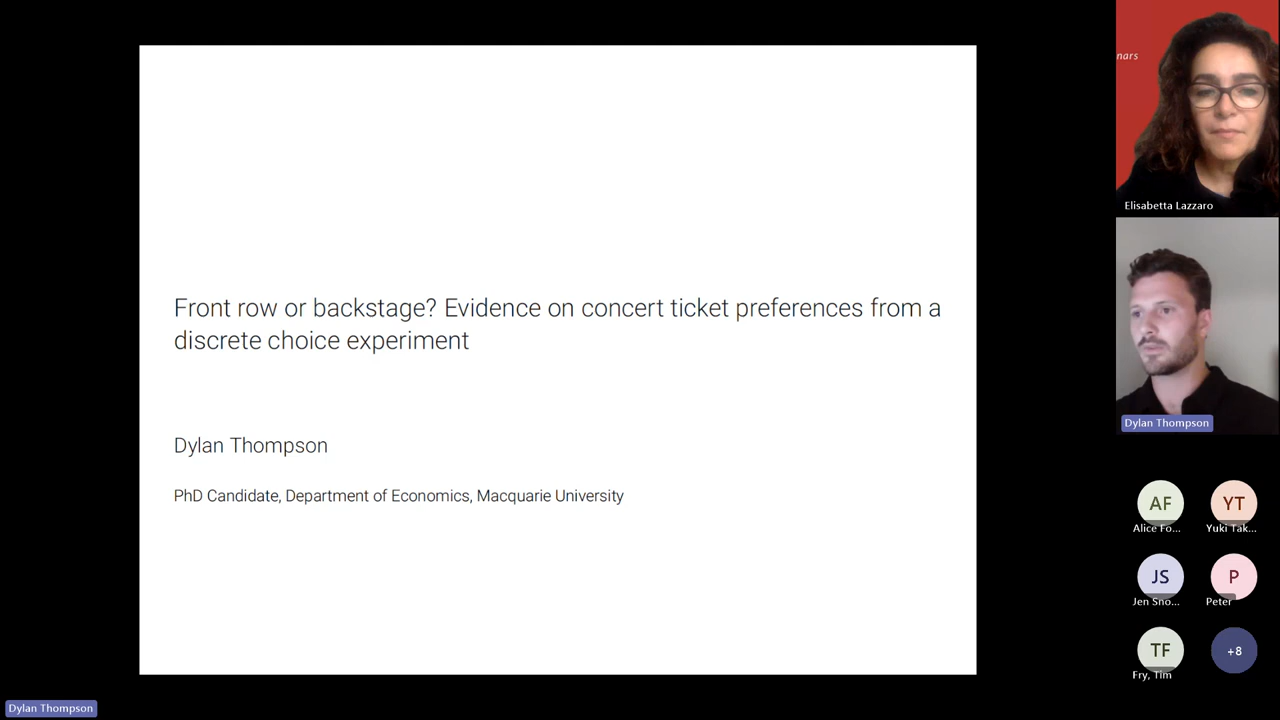 Front row or backstage? Evidence on concert ticket preferences from a
discrete choice experiment
Dylan Thompson
PhD Candidate, Department of Economics, Macquarie University
nars
Elisabetta Lazzaro
Dylan Thompson
AF
YT
Alice Fo...
Yuki Tak...
JS
P
Jen Sno...
Peter
TF
+8
Fry, Tim
Dylan Thompson